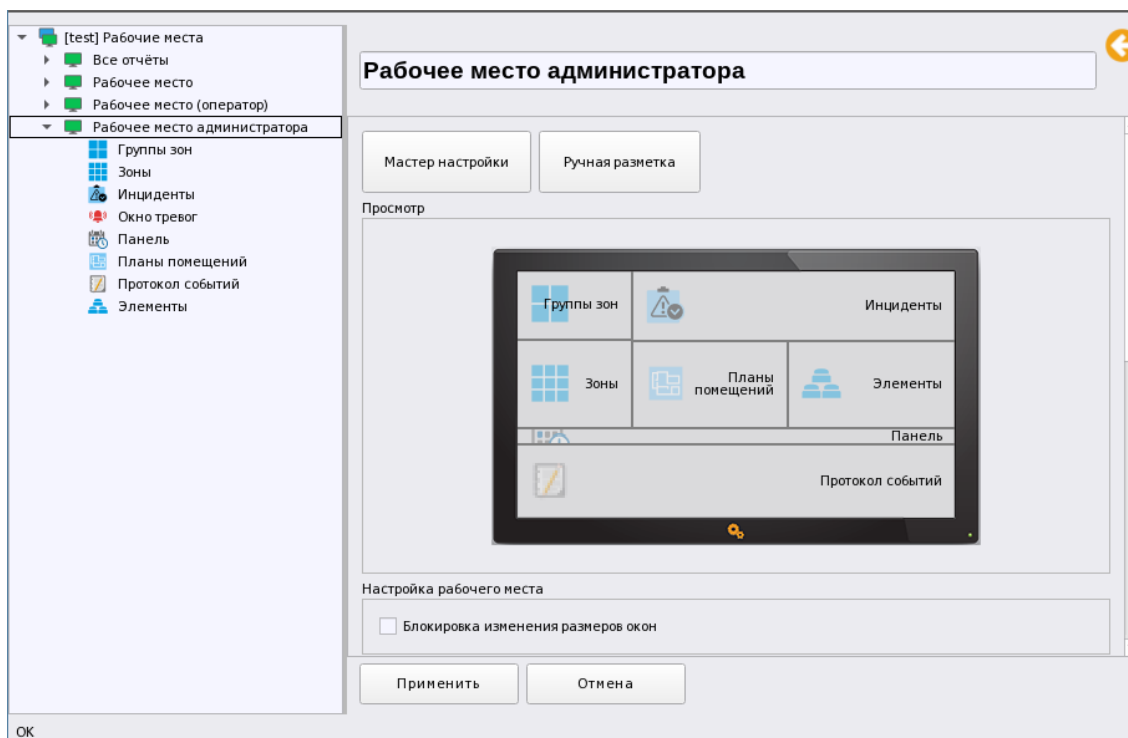 [test] Рабочие места
Все отчёты
Рабочее место
Рабочее место (оператор)
Рабочее место администратора
Группы зон
Зоны
Инциденты
Окно тревог
Панель
Планы помещений
Протокол событий
Элементы
Рабочее место администратора
Мастер настройки
Ручная разметка
Просмотр
Группы зон
Инциденты
Зоны
Планы
помещений
Элементы
Панель
Протокол событий
Настройка рабочего места
Блокировка изменения размеров окон
Применить
Отмена
OK